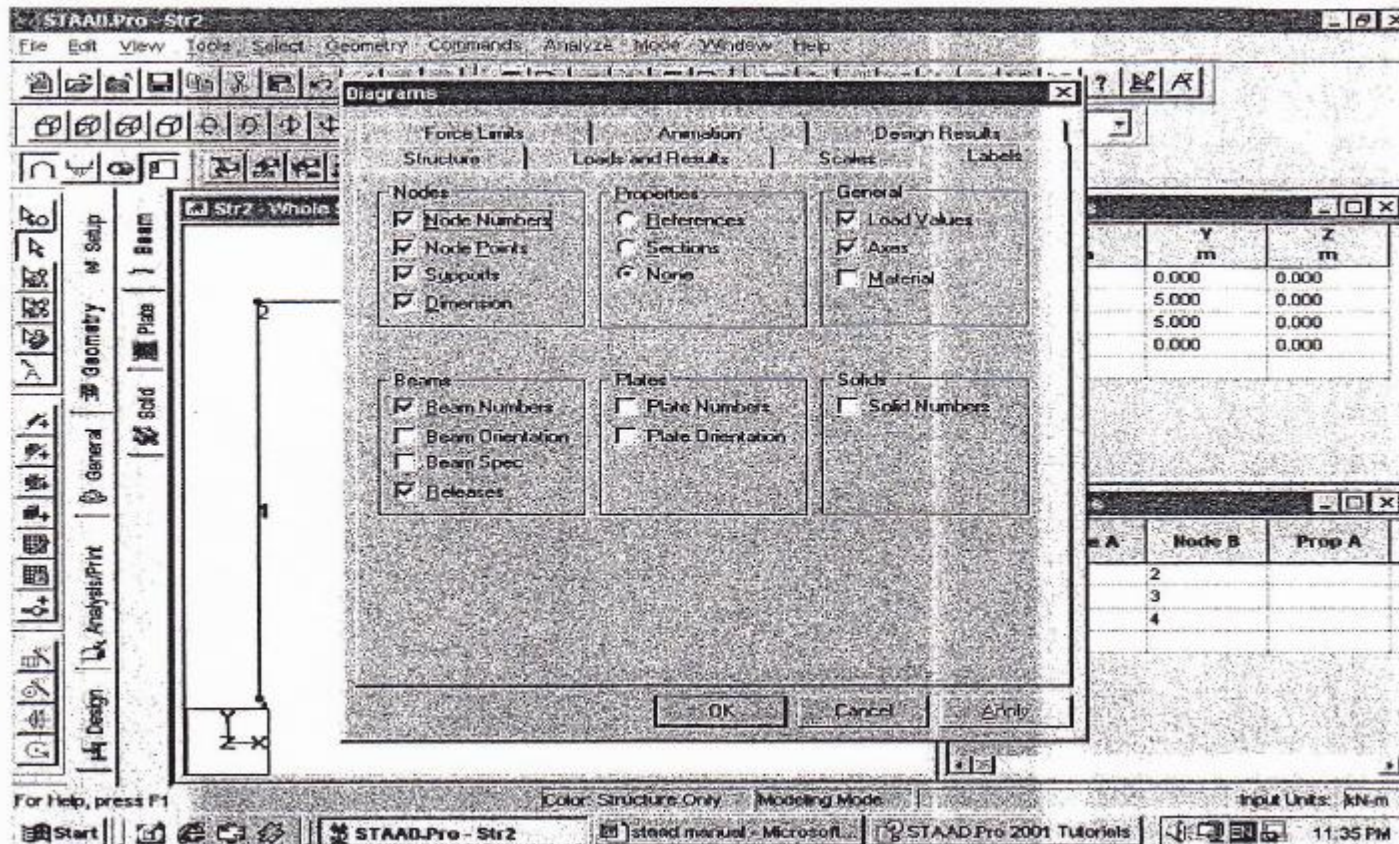 STAAD.Pro - Str2
File Edit View Tools Select Geometry Commands Analyze Mode Window Help
Diagrams
Force Limits Animation Design Results
Structure Loads and Results Scales Labels
Nodes
Node Numbers
Node Points
Supports
Dimension
Properties
References
Sections
None
General
Load Values
Axes
Material
Beams
Beam Numbers
Beam Orientation
Beam Spec
Releases
Plates
Plate Numbers
Plate Orientation
Solids
Solid Numbers
OK Cancel Apply
Setup
Geometry
General
Analysis/Print
Design
Beam
Plate
Solid
Str2 - Whole
2
1
Y
Z X
Y Z
m m
0.000 0.000
5.000 0.000
5.000 0.000
0.000 0.000
e A Node B Prop A
2
3
4
For Help, press F1 Color: Structure Only Modeling Mode Input Units: kN-m
Start STAAD.Pro - Str2 staad manual - Microsoft... STAAD.Pro 2001 Tutorials EN 11:35 PM